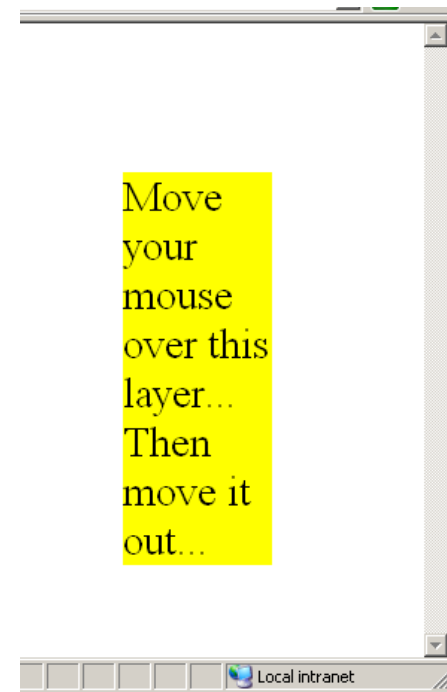 Move
your
mouse
over this
layer...
Then
move it
out...
Local intranet